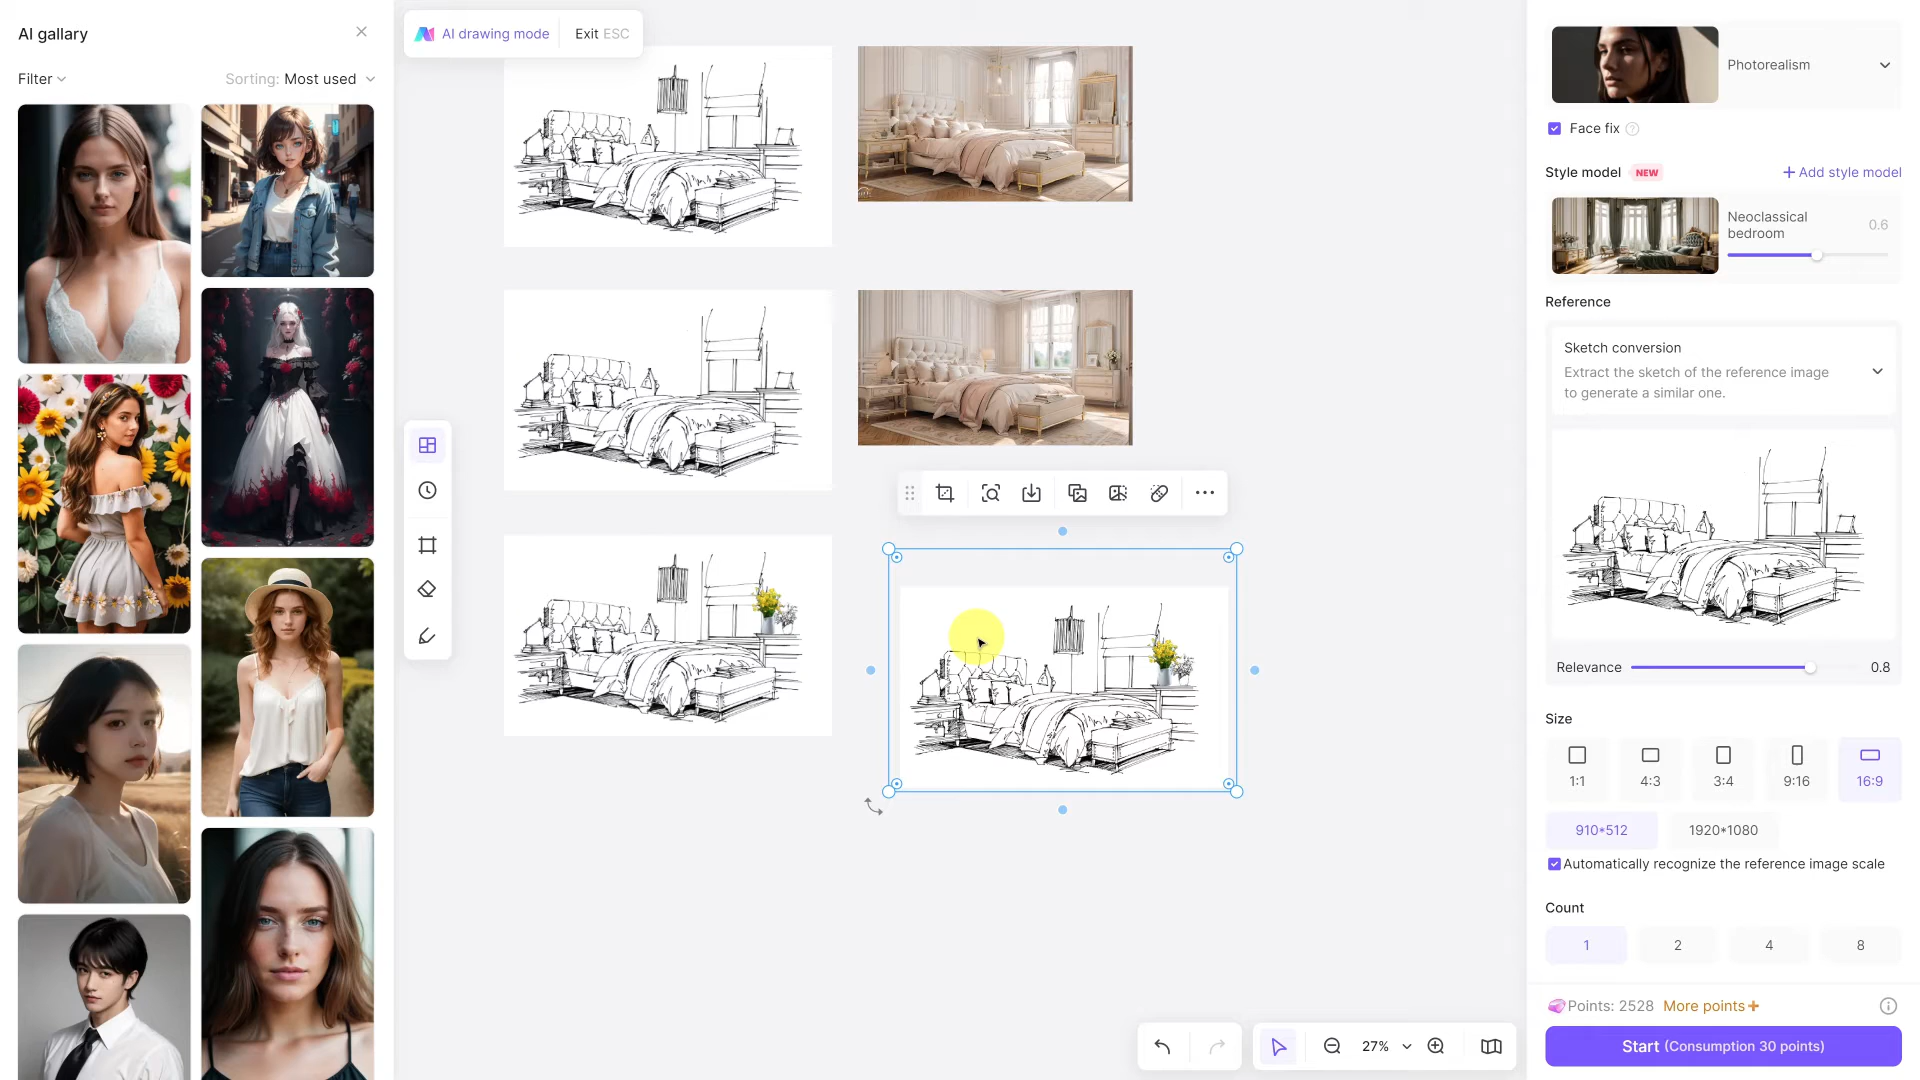 AI gallary
Filter
Sorting: Most used
AI drawing mode
Exit ESC
Photorealism
Face fix
Style model NEW
Add style model
Neoclassical
bedroom
0.6
Reference
Sketch conversion
Extract the sketch of the reference image
to generate a similar one.
Relevance
0.8
Size
1:1
4:3
3:4
9:16
16:9
910*512
1920*1080
Automatically recognize the reference image scale
Count
1
2
4
8
Points: 2528
More points+
Start (Consumption 30 points)
27%